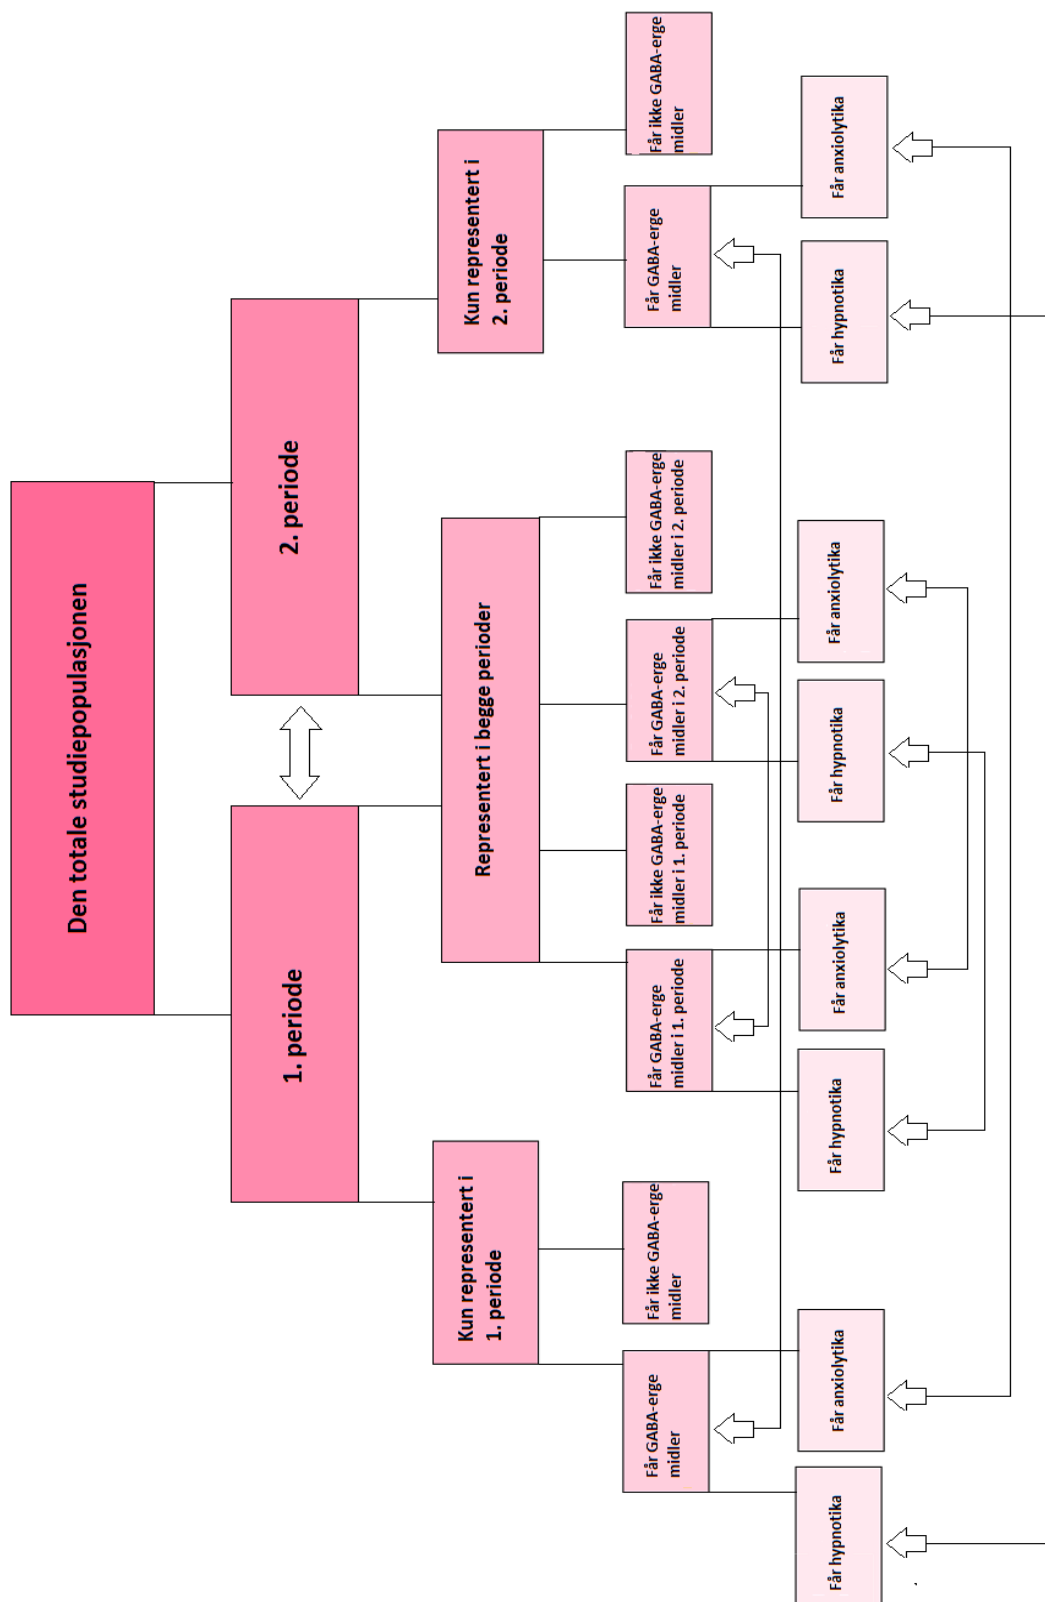 Den totale studiepopulasjonen
1. periode
2. periode
Kun representert i
1. periode
Representert i begge perioder
Kun representert i
2. periode
Får GABA-erge
midler
Får ikke GABA-erge
midler
Får GABA-erge
midler i 1. periode
Får ikke GABA-erge
midler i 1. periode
Får GABA-erge
midler i 2. periode
Får ikke GABA-erge
midler i 2. periode
Får GABA-erge
midler
Får ikke GABA-erge
midler
Får hypnotika
Får anxiolytika
Får hypnotika
Får anxiolytika
Får hypnotika
Får anxiolytika
Får hypnotika
Får anxiolytika